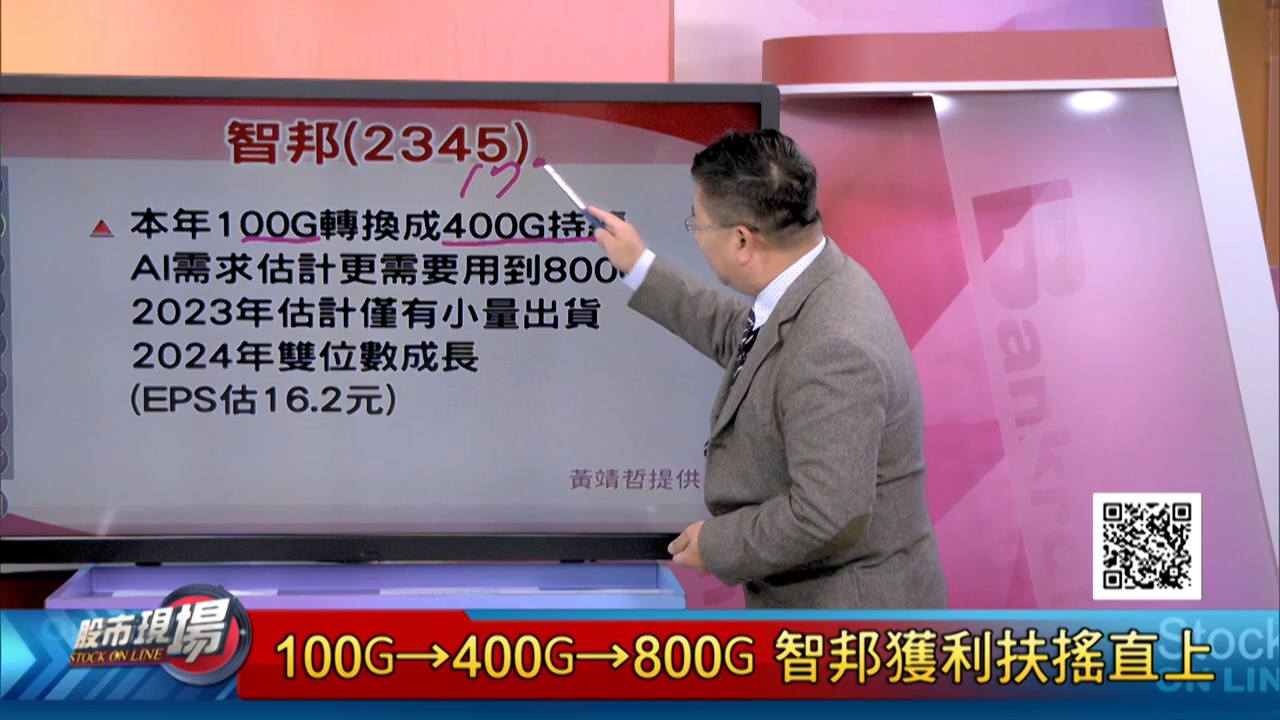 智邦(2345)
17
本年100G轉換成400G持
AI需求估計更需要用到800
2023年估計僅有小量出貨
2024年雙位數成長
(EPS估16.2元)
黃靖哲提供
股市現場
STOCK ON LINE
100G→400G→800G 智邦獲利扶搖直上
Stock
ON LIN